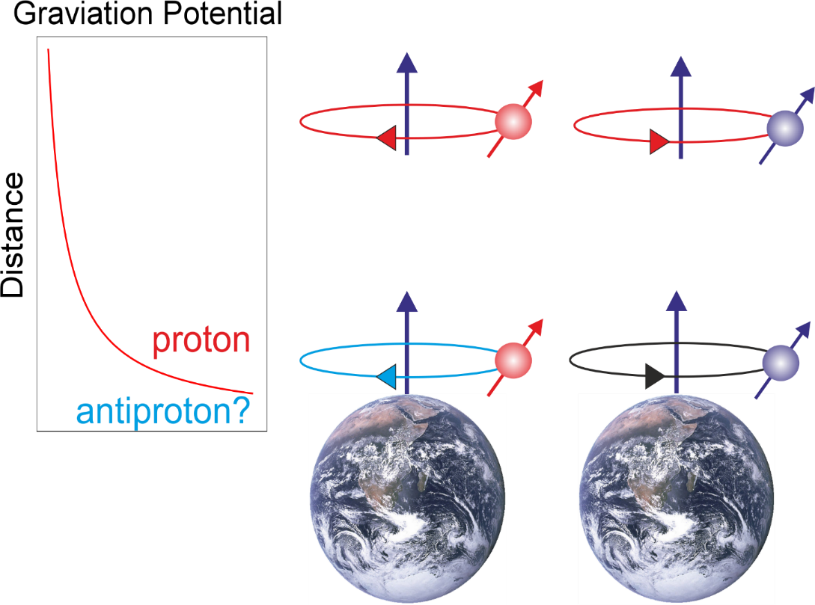 Graviation Potential
Distance
proton
antiproton?